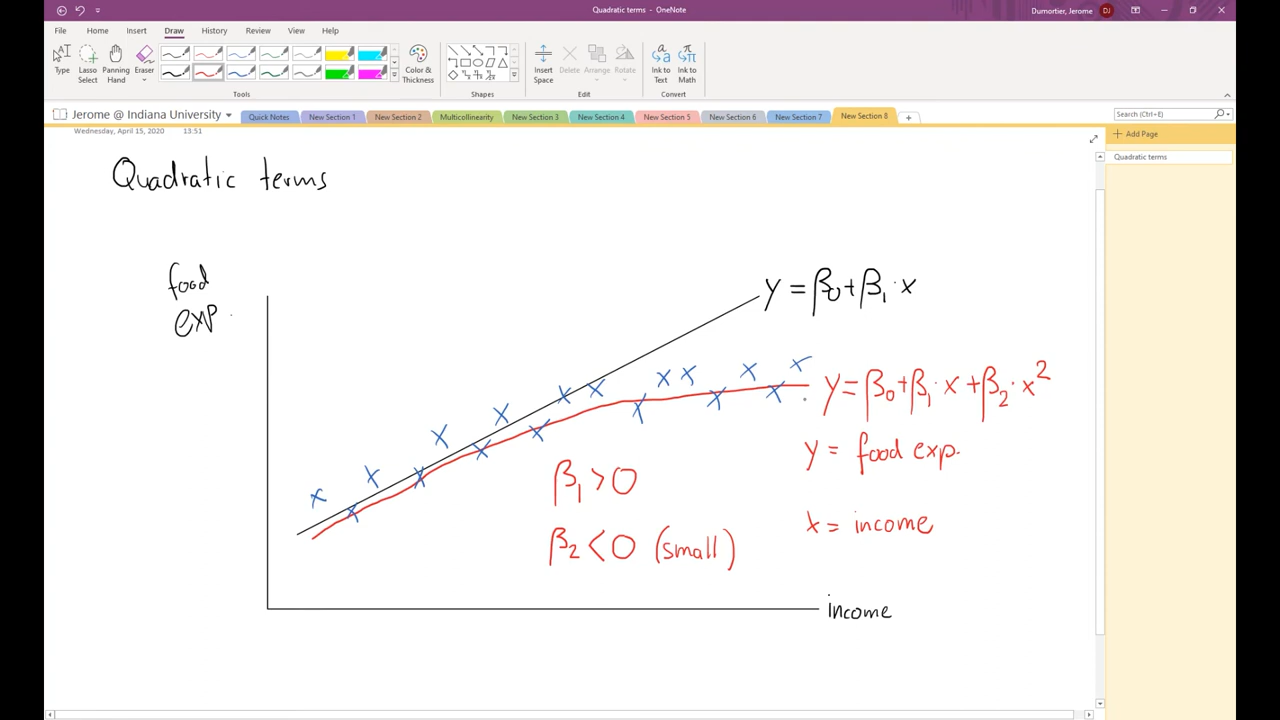 Quadratic terms - OneNote
Dumortier, Jerome DJ
File Home Insert Draw History Review View Help
Type Lasso Select Panning Hand Eraser Color & Thickness Insert Space Delete Arrange Rotate Ink to Text Ink to Math
Tools Shapes Edit Convert
Jerome @ Indiana University Quick Notes New Section 1 New Section 2 Multicollinearity New Section 3 New Section 4 New Section 5 New Section 6 New Section 7 New Section 8 Search (Ctrl+E)
Wednesday, April 15, 2020 13:51
Add Page
Quadratic terms
Quadratic terms
food
exp
y = β0 + β1 · x
y = β0 + β1 · x + β2 · x²
y = food exp.
x = income
β1 > 0
β2 < 0 (small)
income